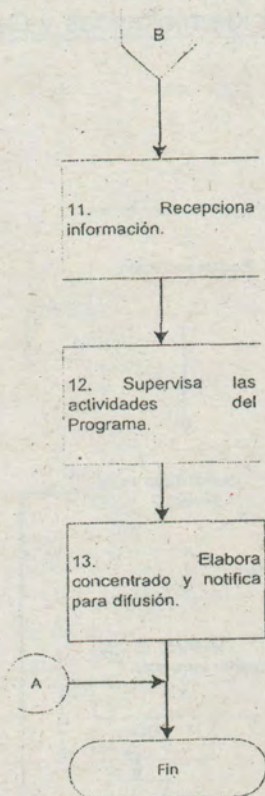 B
11. Recepciona
información.
12. Supervisa las
actividades del
Programa.
13. Elabora
concentrado y notifica
para difusión.
A
Fin